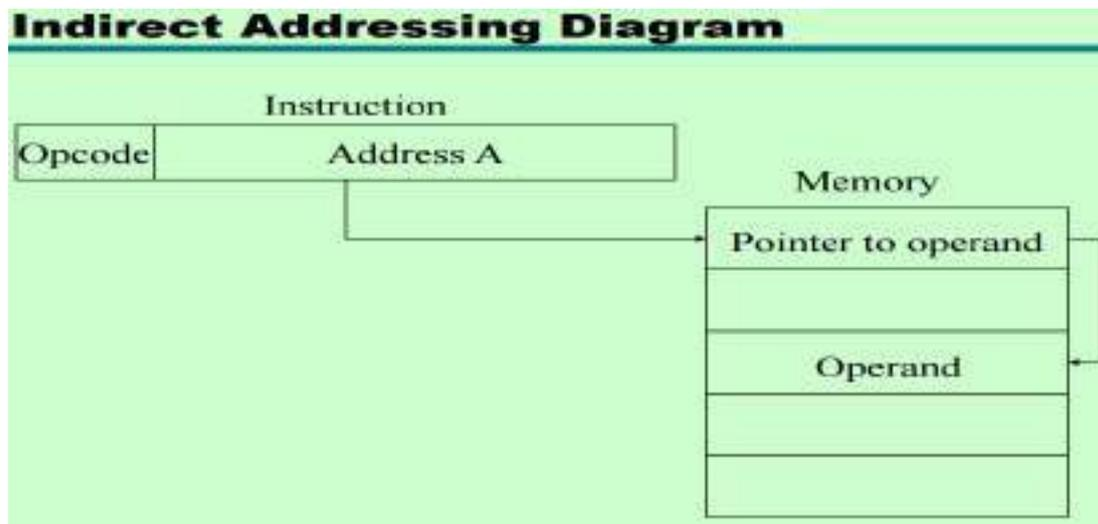 Indirect Addressing Diagram
Instruction
Opcode Address A
Memory
Pointer to operand
Operand